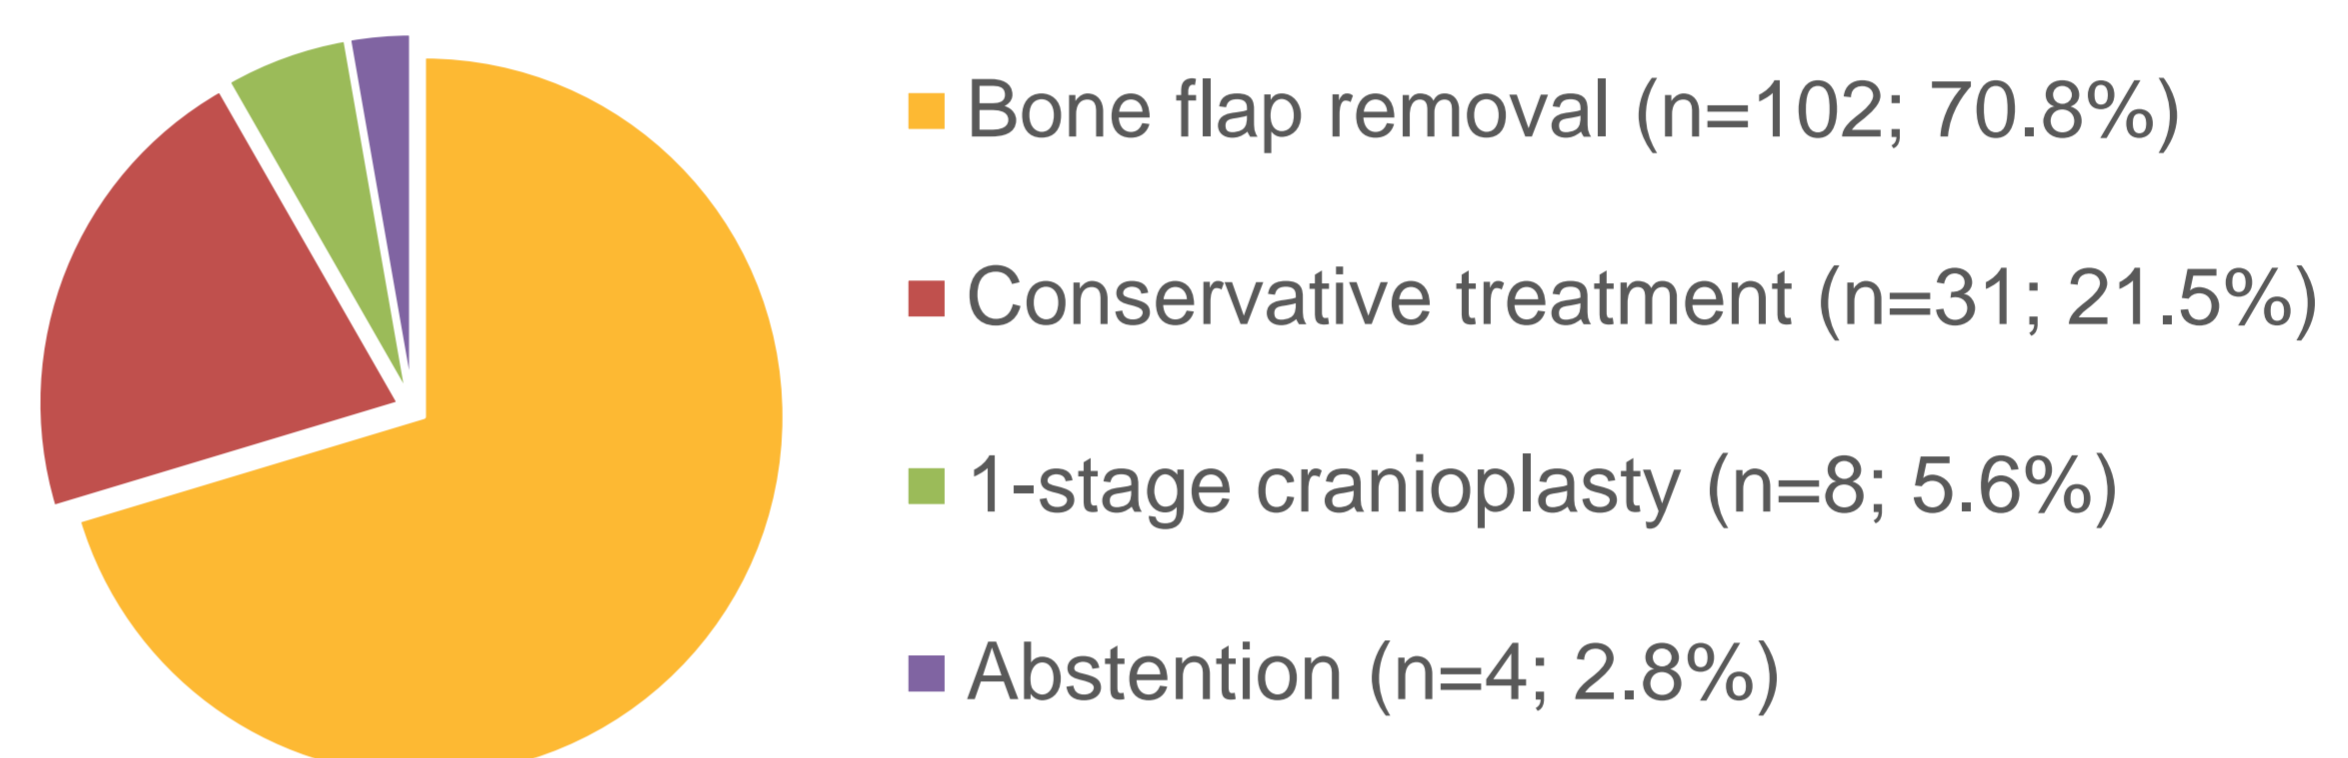 Bone flap removal (n=102; 70.8%)
Conservative treatment (n=31; 21.5%)
1-stage cranioplasty (n=8; 5.6%)
Abstention (n=4; 2.8%)